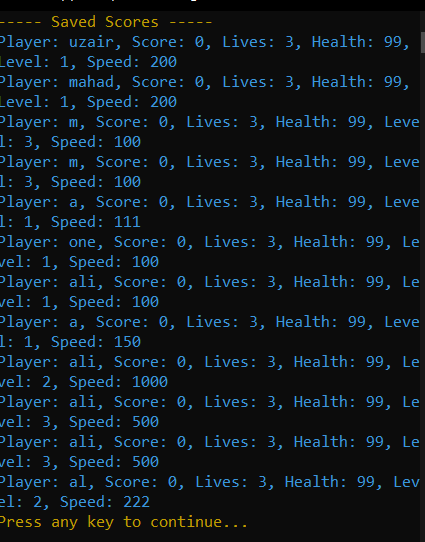 ----- Saved Scores -----
Player: uzair, Score: 0, Lives: 3, Health: 99,
Level: 1, Speed: 200
Player: mahad, Score: 0, Lives: 3, Health: 99,
Level: 1, Speed: 200
Player: m, Score: 0, Lives: 3, Health: 99, Leve
l: 3, Speed: 100
Player: m, Score: 0, Lives: 3, Health: 99, Leve
l: 3, Speed: 100
Player: a, Score: 0, Lives: 3, Health: 99, Leve
l: 1, Speed: 111
Player: one, Score: 0, Lives: 3, Health: 99, Le
vel: 1, Speed: 100
Player: ali, Score: 0, Lives: 3, Health: 99, Le
vel: 1, Speed: 100
Player: a, Score: 0, Lives: 3, Health: 99, Leve
l: 1, Speed: 150
Player: ali, Score: 0, Lives: 3, Health: 99, Le
vel: 2, Speed: 1000
Player: ali, Score: 0, Lives: 3, Health: 99, Le
vel: 3, Speed: 500
Player: ali, Score: 0, Lives: 3, Health: 99, Le
vel: 3, Speed: 500
Player: al, Score: 0, Lives: 3, Health: 99, Lev
el: 2, Speed: 222
Press any key to continue...